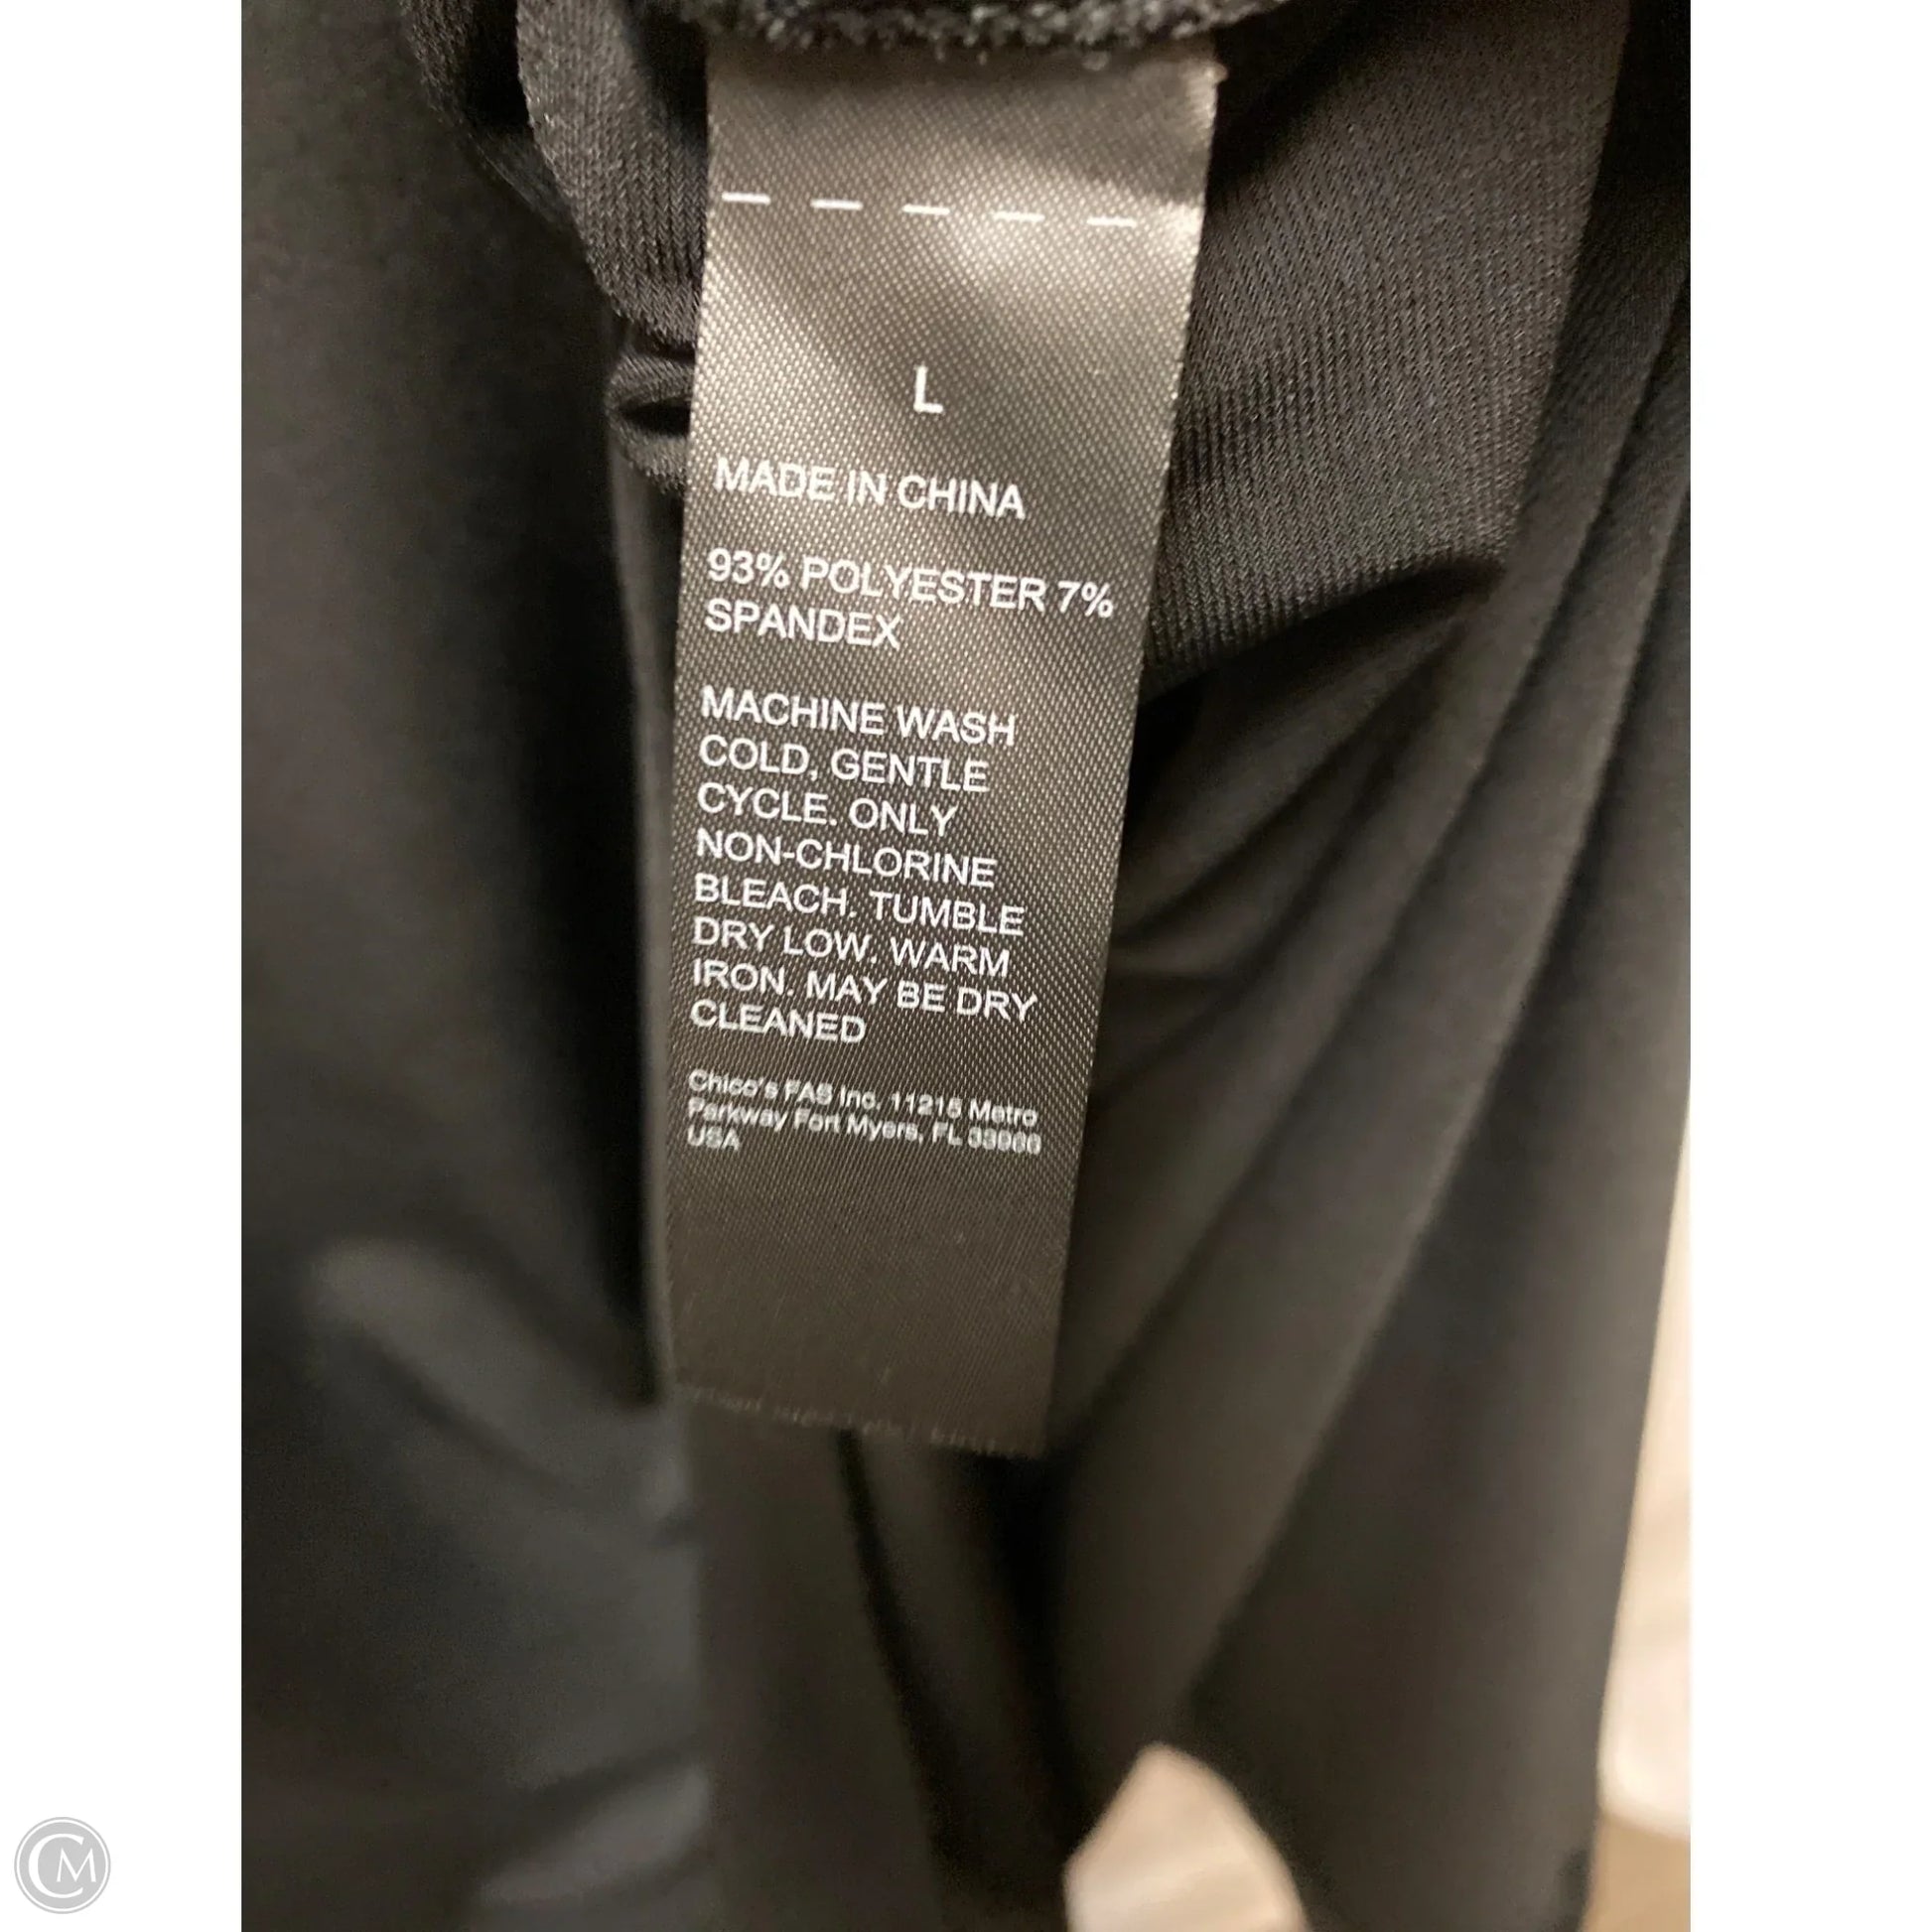 L
MADE IN CHINA
93% POLYESTER 7%
SPANDEX
MACHINE WASH
COLD, GENTLE
CYCLE. ONLY
NON-CHLORINE
BLEACH. TUMBLE
DRY LOW. WARM
IRON. MAY BE DRY
CLEANED
Chico's FAS Inc. 11215 Metro
Parkway Fort Myers, FL 33966
USA
CM